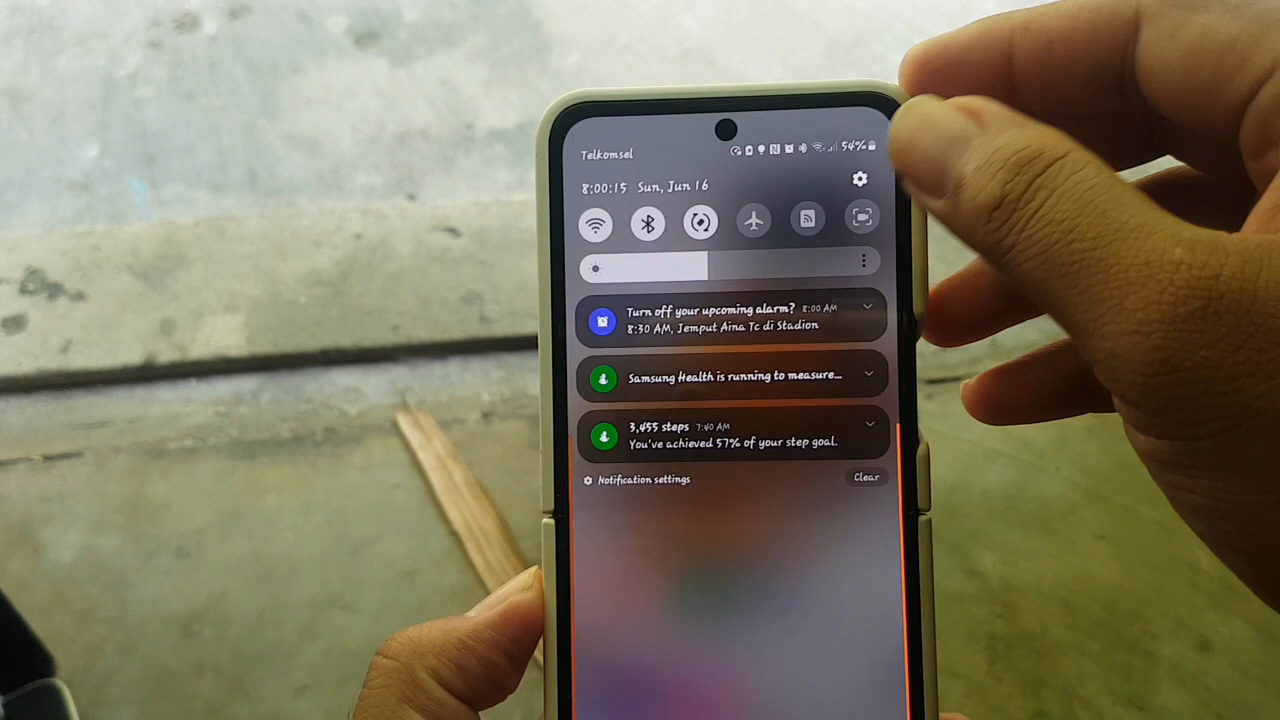 Telkomsel 54%
8:00:15 Sun, Jun 16
Turn off your upcoming alarm? 8:00 AM
8:30 AM, Jemput Aina Tc di Stadion
Samsung Health is running to measure...
3,455 steps 7:40 AM
You've achieved 57% of your step goal.
Notification settings Clear